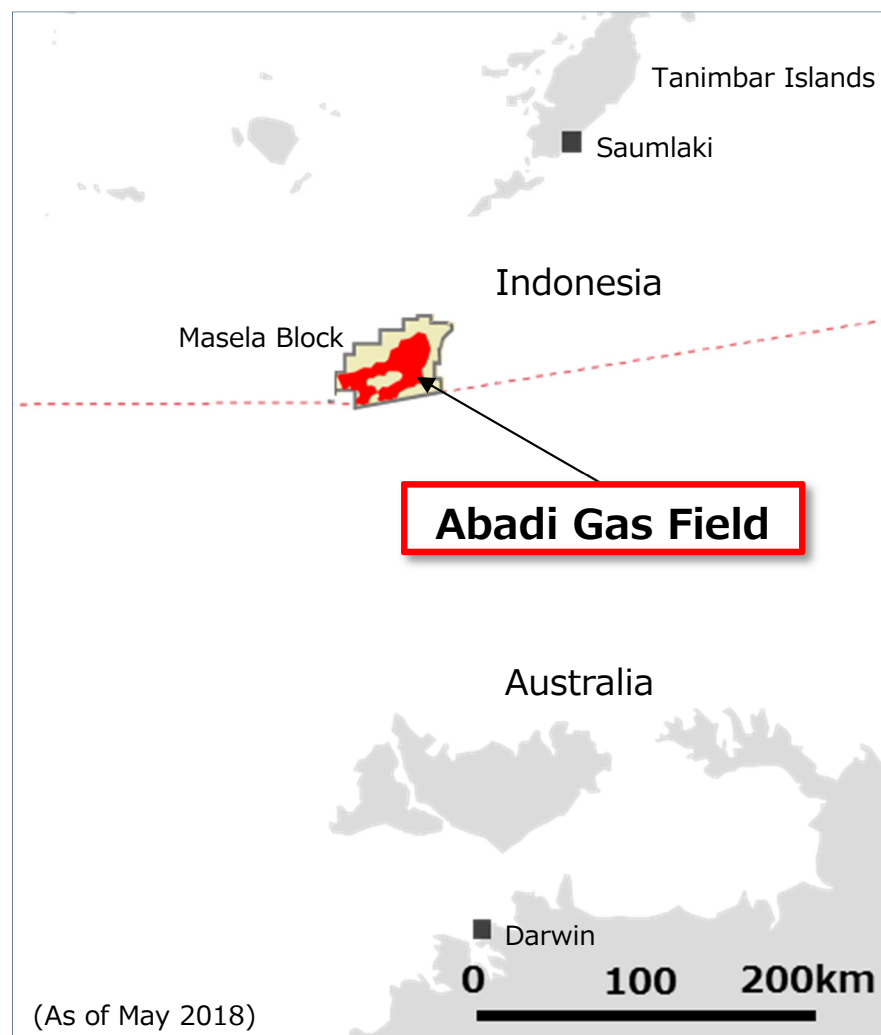 Tanimbar Islands
Saumlaki
Indonesia
Masela Block
Abadi Gas Field
Australia
Darwin
0 100 200km
(As of May 2018)